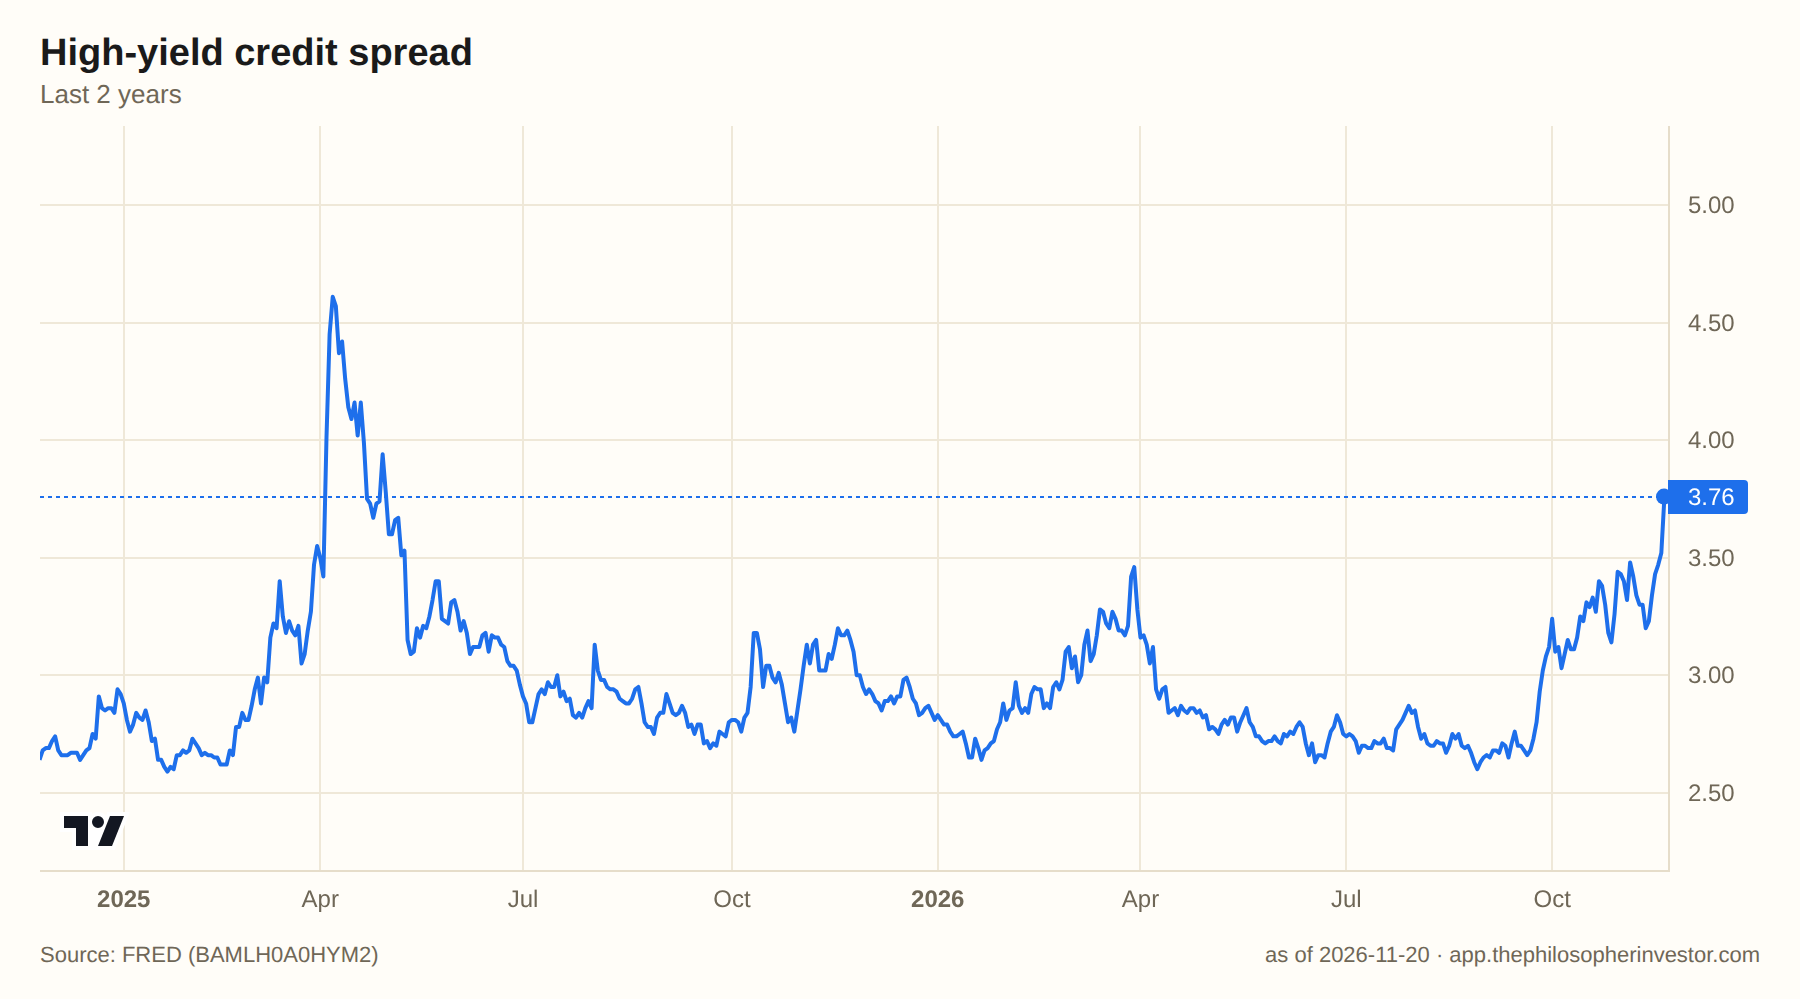 High-yield credit spread
Last 2 years
5.00
4.50
4.00
3.76
3.50
3.00
2.50
2025 Apr Jul Oct 2026 Apr Jul Oct
Source: FRED (BAMLH0A0HYM2)
as of 2026-11-20 · app.thephilosopherinvestor.com